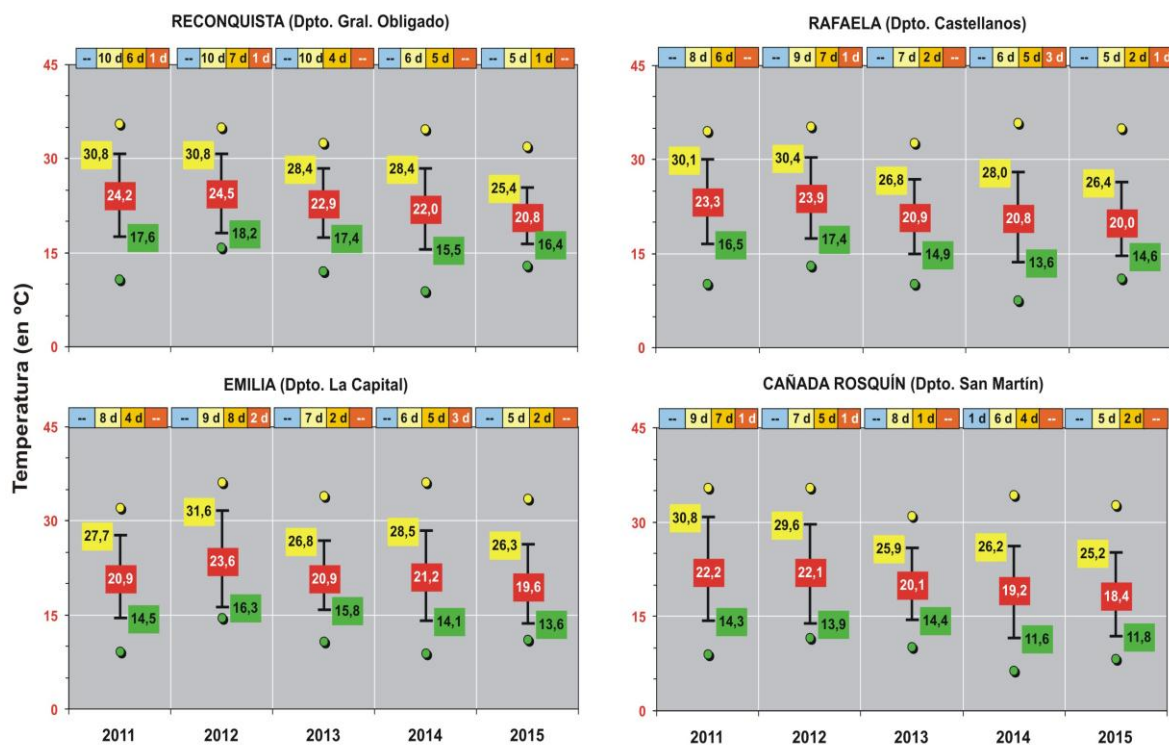 RECONQUISTA (Dpto. Gral. Obligado)
-- 10 d 6 d 1 d -- 10 d 7 d 1 d -- 10 d 4 d -- -- 6 d 5 d -- -- 5 d 1 d --
45
30
15
0
30,8 30,8 28,4 28,4 25,4
24,2 24,5 22,9 22,0 20,8
17,6 18,2 17,4 15,5 16,4
RAFAELA (Dpto. Castellanos)
-- 8 d 6 d -- -- 9 d 7 d 1 d -- 7 d 2 d -- -- 6 d 5 d 3 d -- 5 d 2 d 1 d
45
30
15
0
30,1 30,4 26,8 28,0 26,4
23,3 23,9 20,9 20,8 20,0
16,5 17,4 14,9 13,6 14,6
Temperatura (en ºC)
EMILIA (Dpto. La Capital)
-- 8 d 4 d -- -- 9 d 8 d 2 d -- 7 d 2 d -- -- 6 d 5 d 3 d -- 5 d 2 d --
45
30
15
0
27,7 31,6 26,8 28,5 26,3
20,9 23,6 20,9 21,2 19,6
14,5 16,3 15,8 14,1 13,6
2011 2012 2013 2014 2015
CAÑADA ROSQUÍN (Dpto. San Martín)
-- 9 d 7 d 1 d -- 7 d 5 d 1 d -- 8 d 1 d -- 1 d 6 d 4 d -- -- 5 d 2 d --
45
30
15
0
30,8 29,6 25,9 26,2 25,2
22,2 22,1 20,1 19,2 18,4
14,3 13,9 14,4 11,6 11,8
2011 2012 2013 2014 2015